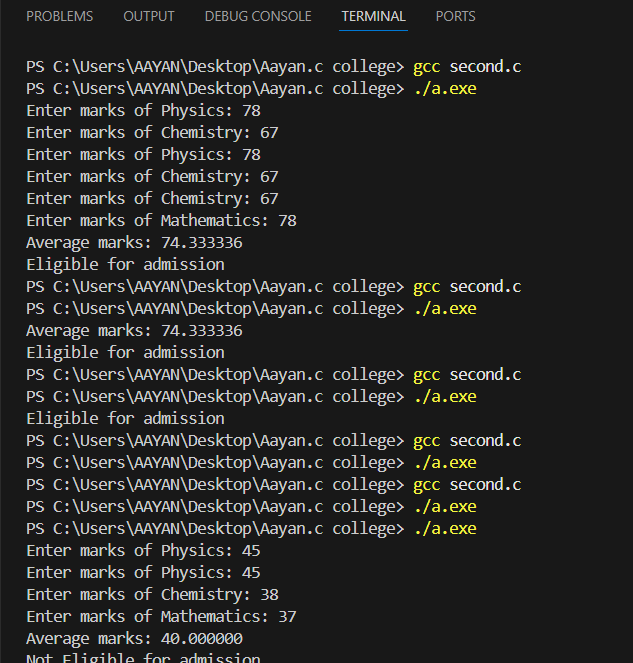 PROBLEMS OUTPUT DEBUG CONSOLE TERMINAL PORTS
PS C:\Users\AAYAN\Desktop\Aayan.c college> gcc second.c
PS C:\Users\AAYAN\Desktop\Aayan.c college> ./a.exe
Enter marks of Physics: 78
Enter marks of Chemistry: 67
Enter marks of Physics: 78
Enter marks of Chemistry: 67
Enter marks of Chemistry: 67
Enter marks of Mathematics: 78
Average marks: 74.333336
Eligible for admission
PS C:\Users\AAYAN\Desktop\Aayan.c college> gcc second.c
PS C:\Users\AAYAN\Desktop\Aayan.c college> ./a.exe
Average marks: 74.333336
Eligible for admission
PS C:\Users\AAYAN\Desktop\Aayan.c college> gcc second.c
PS C:\Users\AAYAN\Desktop\Aayan.c college> ./a.exe
Eligible for admission
PS C:\Users\AAYAN\Desktop\Aayan.c college> gcc second.c
PS C:\Users\AAYAN\Desktop\Aayan.c college> ./a.exe
PS C:\Users\AAYAN\Desktop\Aayan.c college> gcc second.c
PS C:\Users\AAYAN\Desktop\Aayan.c college> ./a.exe
PS C:\Users\AAYAN\Desktop\Aayan.c college> ./a.exe
Enter marks of Physics: 45
Enter marks of Physics: 45
Enter marks of Chemistry: 38
Enter marks of Mathematics: 37
Average marks: 40.000000
Not Eligible for admission